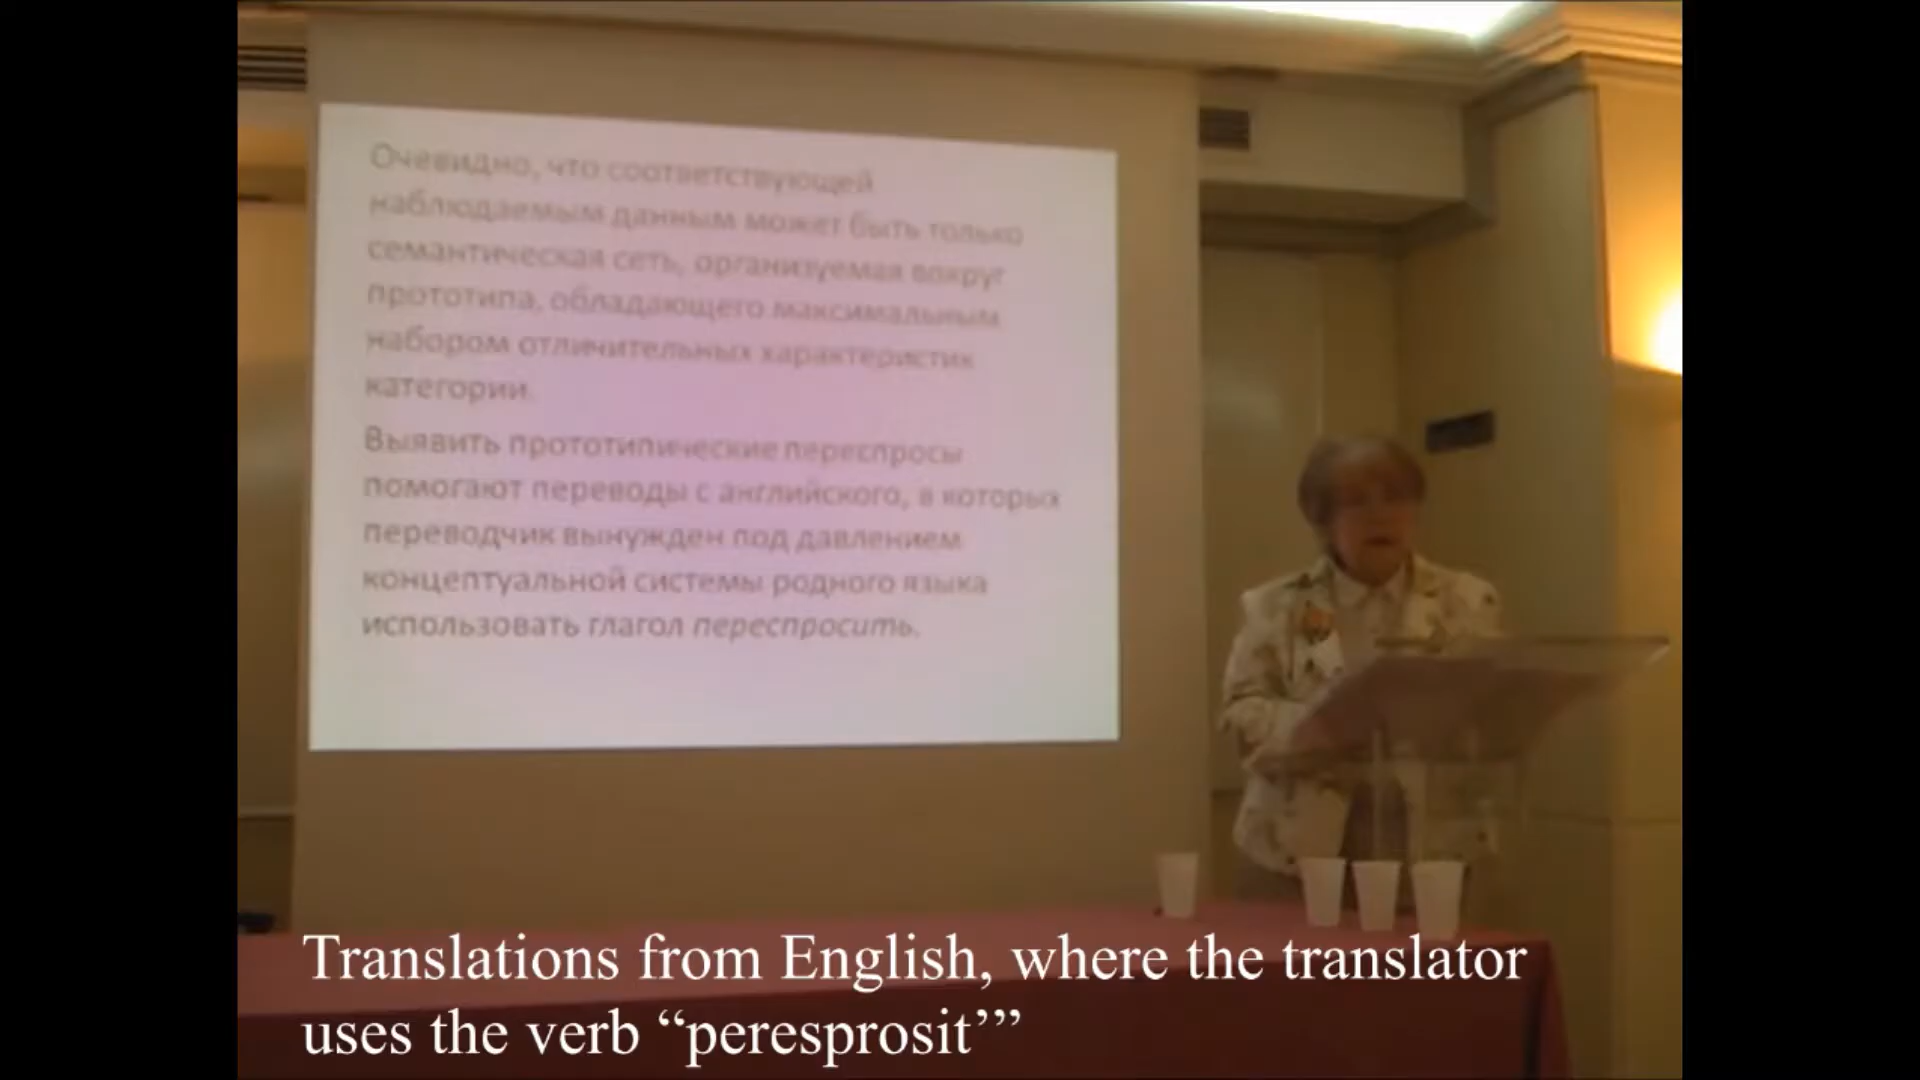 Очевидно, что соответствующей
наблюдаемым данным может быть только
семантическая сеть, организуемая вокруг
прототипа, обладающего максимальным
набором отличительных характеристик
категории.
Выявить прототипические переспросы
помогают переводы с английского, в которых
переводчик вынужден под давлением
концептуальной системы родного языка
использовать глагол переспросить.
Translations from English, where the translator
uses the verb “peresprosit’”